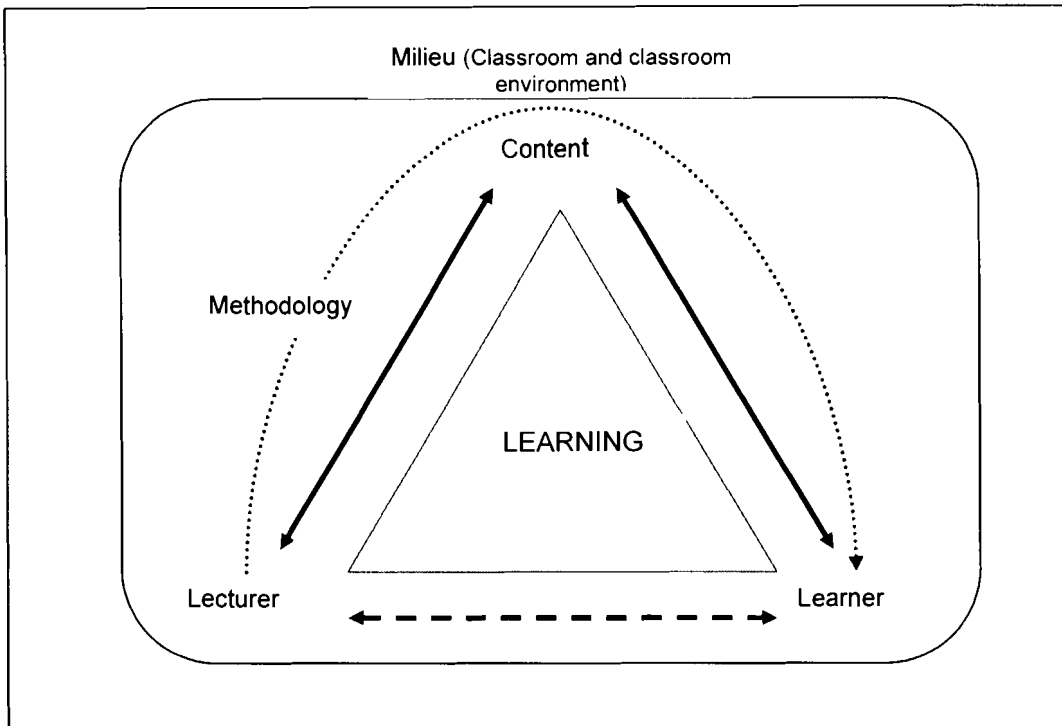 Milieu (Classroom and classroom
environment)
Content
Methodology
LEARNING
Lecturer
Learner